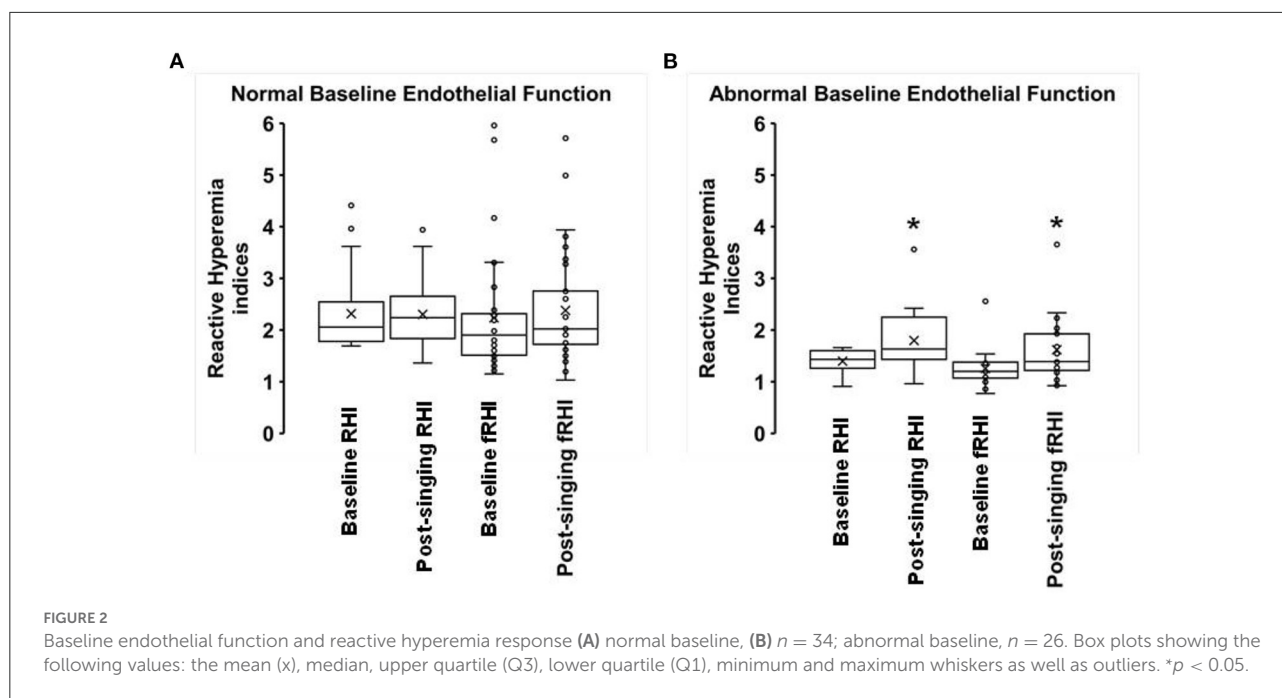 A
Normal Baseline Endothelial Function
Reactive Hyperemia
indices
6
5
4
3
2
1
0
Baseline RHI
Post-singing RHI
Baseline fRHI
Post-singing fRHI
B
Abnormal Baseline Endothelial Function
Reactive Hyperemia
Indices
6
5
4
3
2
1
0
*
*
Baseline RHI
Post-singing RHI
Baseline fRHI
Post-singing fRHI
FIGURE 2
Baseline endothelial function and reactive hyperemia response (A) normal baseline, (B) n = 34; abnormal baseline, n = 26. Box plots showing the
following values: the mean (x), median, upper quartile (Q3), lower quartile (Q1), minimum and maximum whiskers as well as outliers. *p < 0.05.